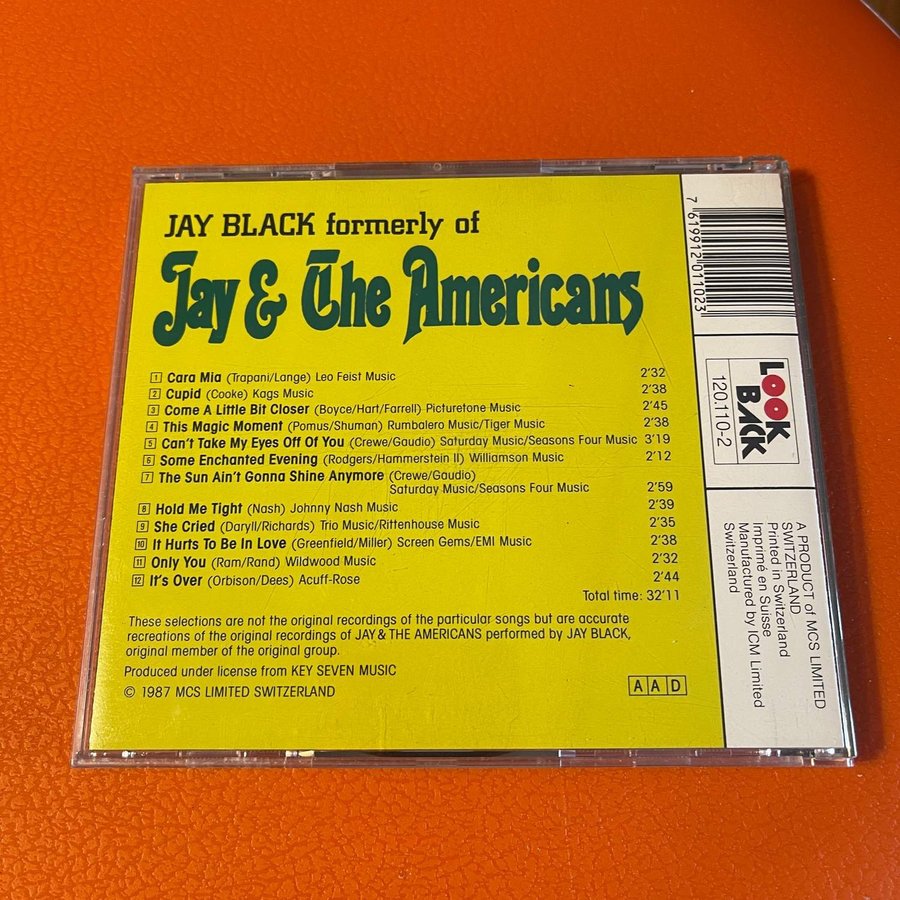 JAY BLACK formerly of
Jay & The Americans
1 Cara Mia (Trapani/Lange) Leo Feist Music 2'32
2 Cupid (Cooke) Kags Music 2'38
3 Come A Little Bit Closer (Boyce/Hart/Farrell) Picturetone Music 2'45
4 This Magic Moment (Pomus/Shuman) Rumbalero Music/Tiger Music 2'38
5 Can't Take My Eyes Off Of You (Crewe/Gaudio) Saturday Music/Seasons Four Music 3'19
6 Some Enchanted Evening (Rodgers/Hammerstein II) Williamson Music 2'12
7 The Sun Ain't Gonna Shine Anymore (Crewe/Gaudio)
Saturday Music/Seasons Four Music 2'59
8 Hold Me Tight (Nash) Johnny Nash Music 2'39
9 She Cried (Daryll/Richards) Trio Music/Rittenhouse Music 2'35
10 It Hurts To Be In Love (Greenfield/Miller) Screen Gems/EMI Music 2'38
11 Only You (Ram/Rand) Wildwood Music 2'32
12 It's Over (Orbison/Dees) Acuff-Rose 2'44
Total time: 32'11
These selections are not the original recordings of the particular songs but are accurate
recreations of the original recordings of JAY & THE AMERICANS performed by JAY BLACK,
original member of the original group.
Produced under license from KEY SEVEN MUSIC
© 1987 MCS LIMITED SWITZERLAND
AAD
7 619912 011023
LOOK
BACK
120.110-2
A PRODUCT of MCS LIMITED
SWITZERLAND
Printed in Switzerland
Imprimé en Suisse
Manufactured by ICM Limited
Switzerland